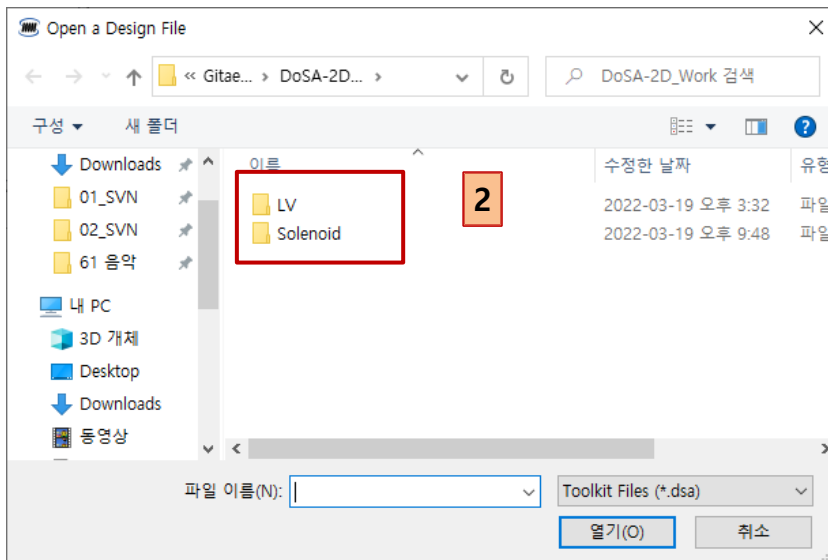 Open a Design File
« Gitae... › DoSA-2D... ›
DoSA-2D_Work 검색
구성
새 폴더
이름
수정한 날짜
유형
Downloads
01_SVN
02_SVN
61 음악
내 PC
3D 개체
Desktop
Downloads
동영상
LV
2022-03-19 오후 3:32
파일
Solenoid
2022-03-19 오후 9:48
파일
2
파일 이름(N):
Toolkit Files (*.dsa)
열기(O)
취소